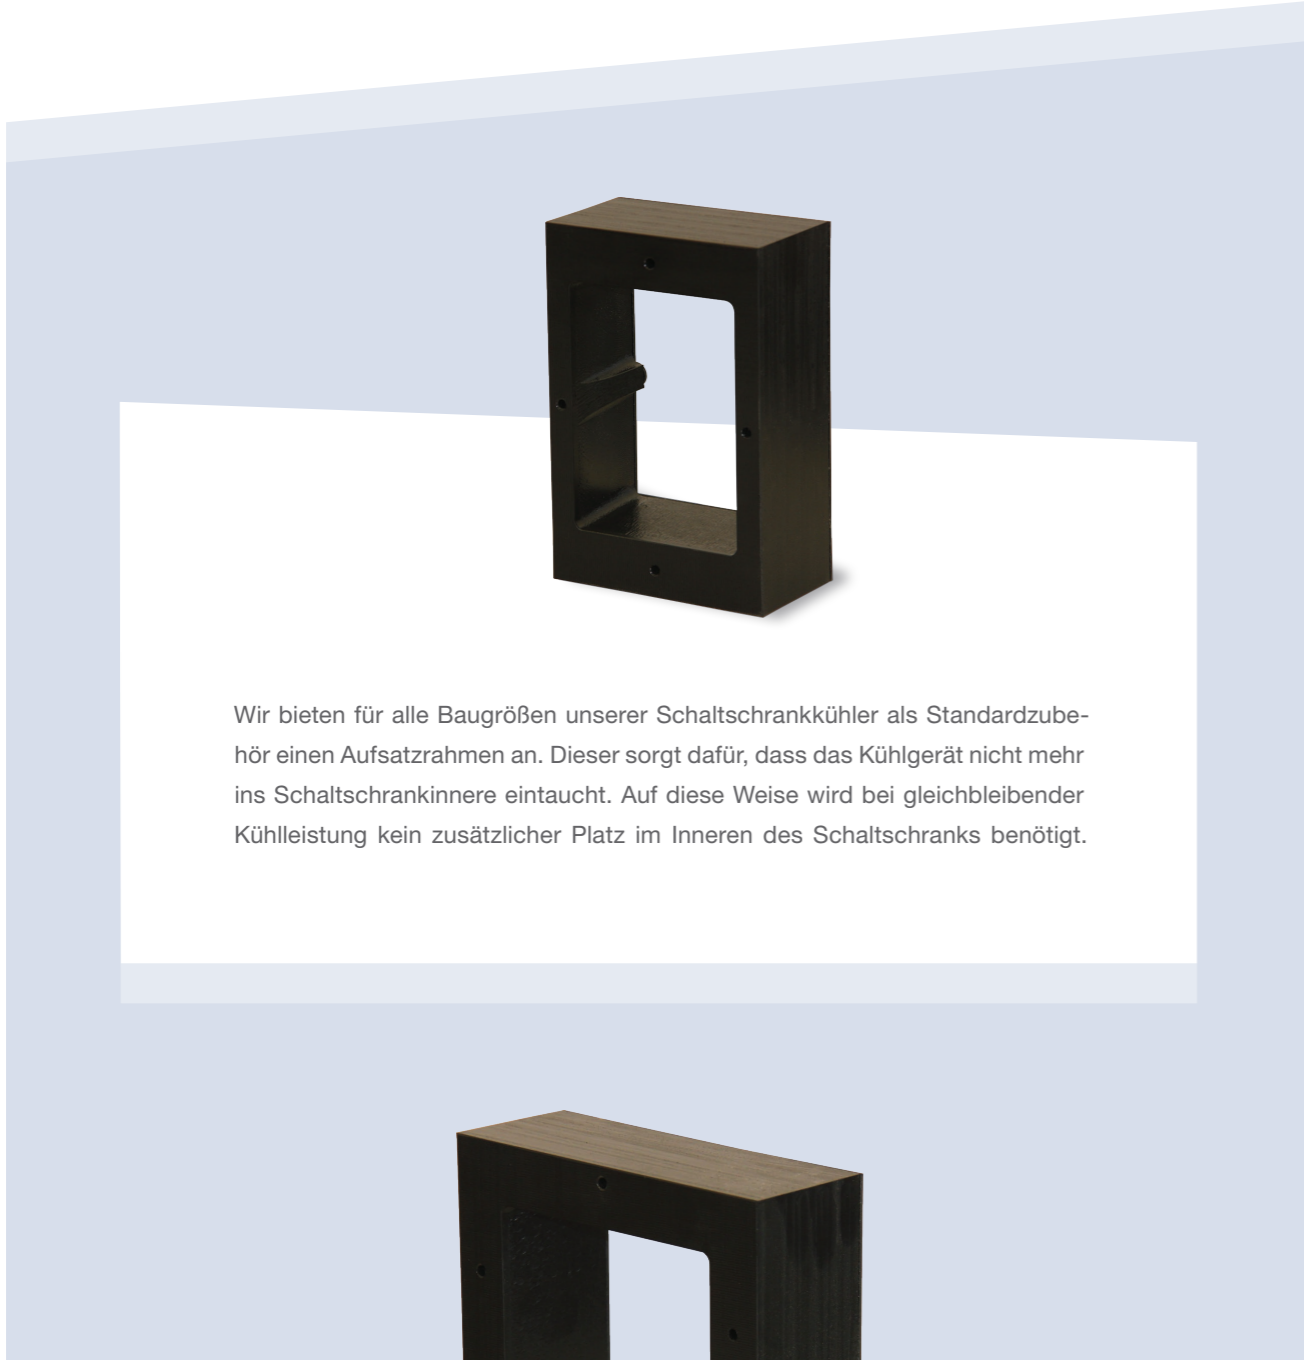 Wir bieten für alle Baugrößen unserer Schaltschrankkühler als Standardzube-
hör einen Aufsatzrahmen an. Dieser sorgt dafür, dass das Kühlgerät nicht mehr
ins Schaltschrankinnere eintaucht. Auf diese Weise wird bei gleichbleibender
Kühlleistung kein zusätzlicher Platz im Inneren des Schaltschranks benötigt.